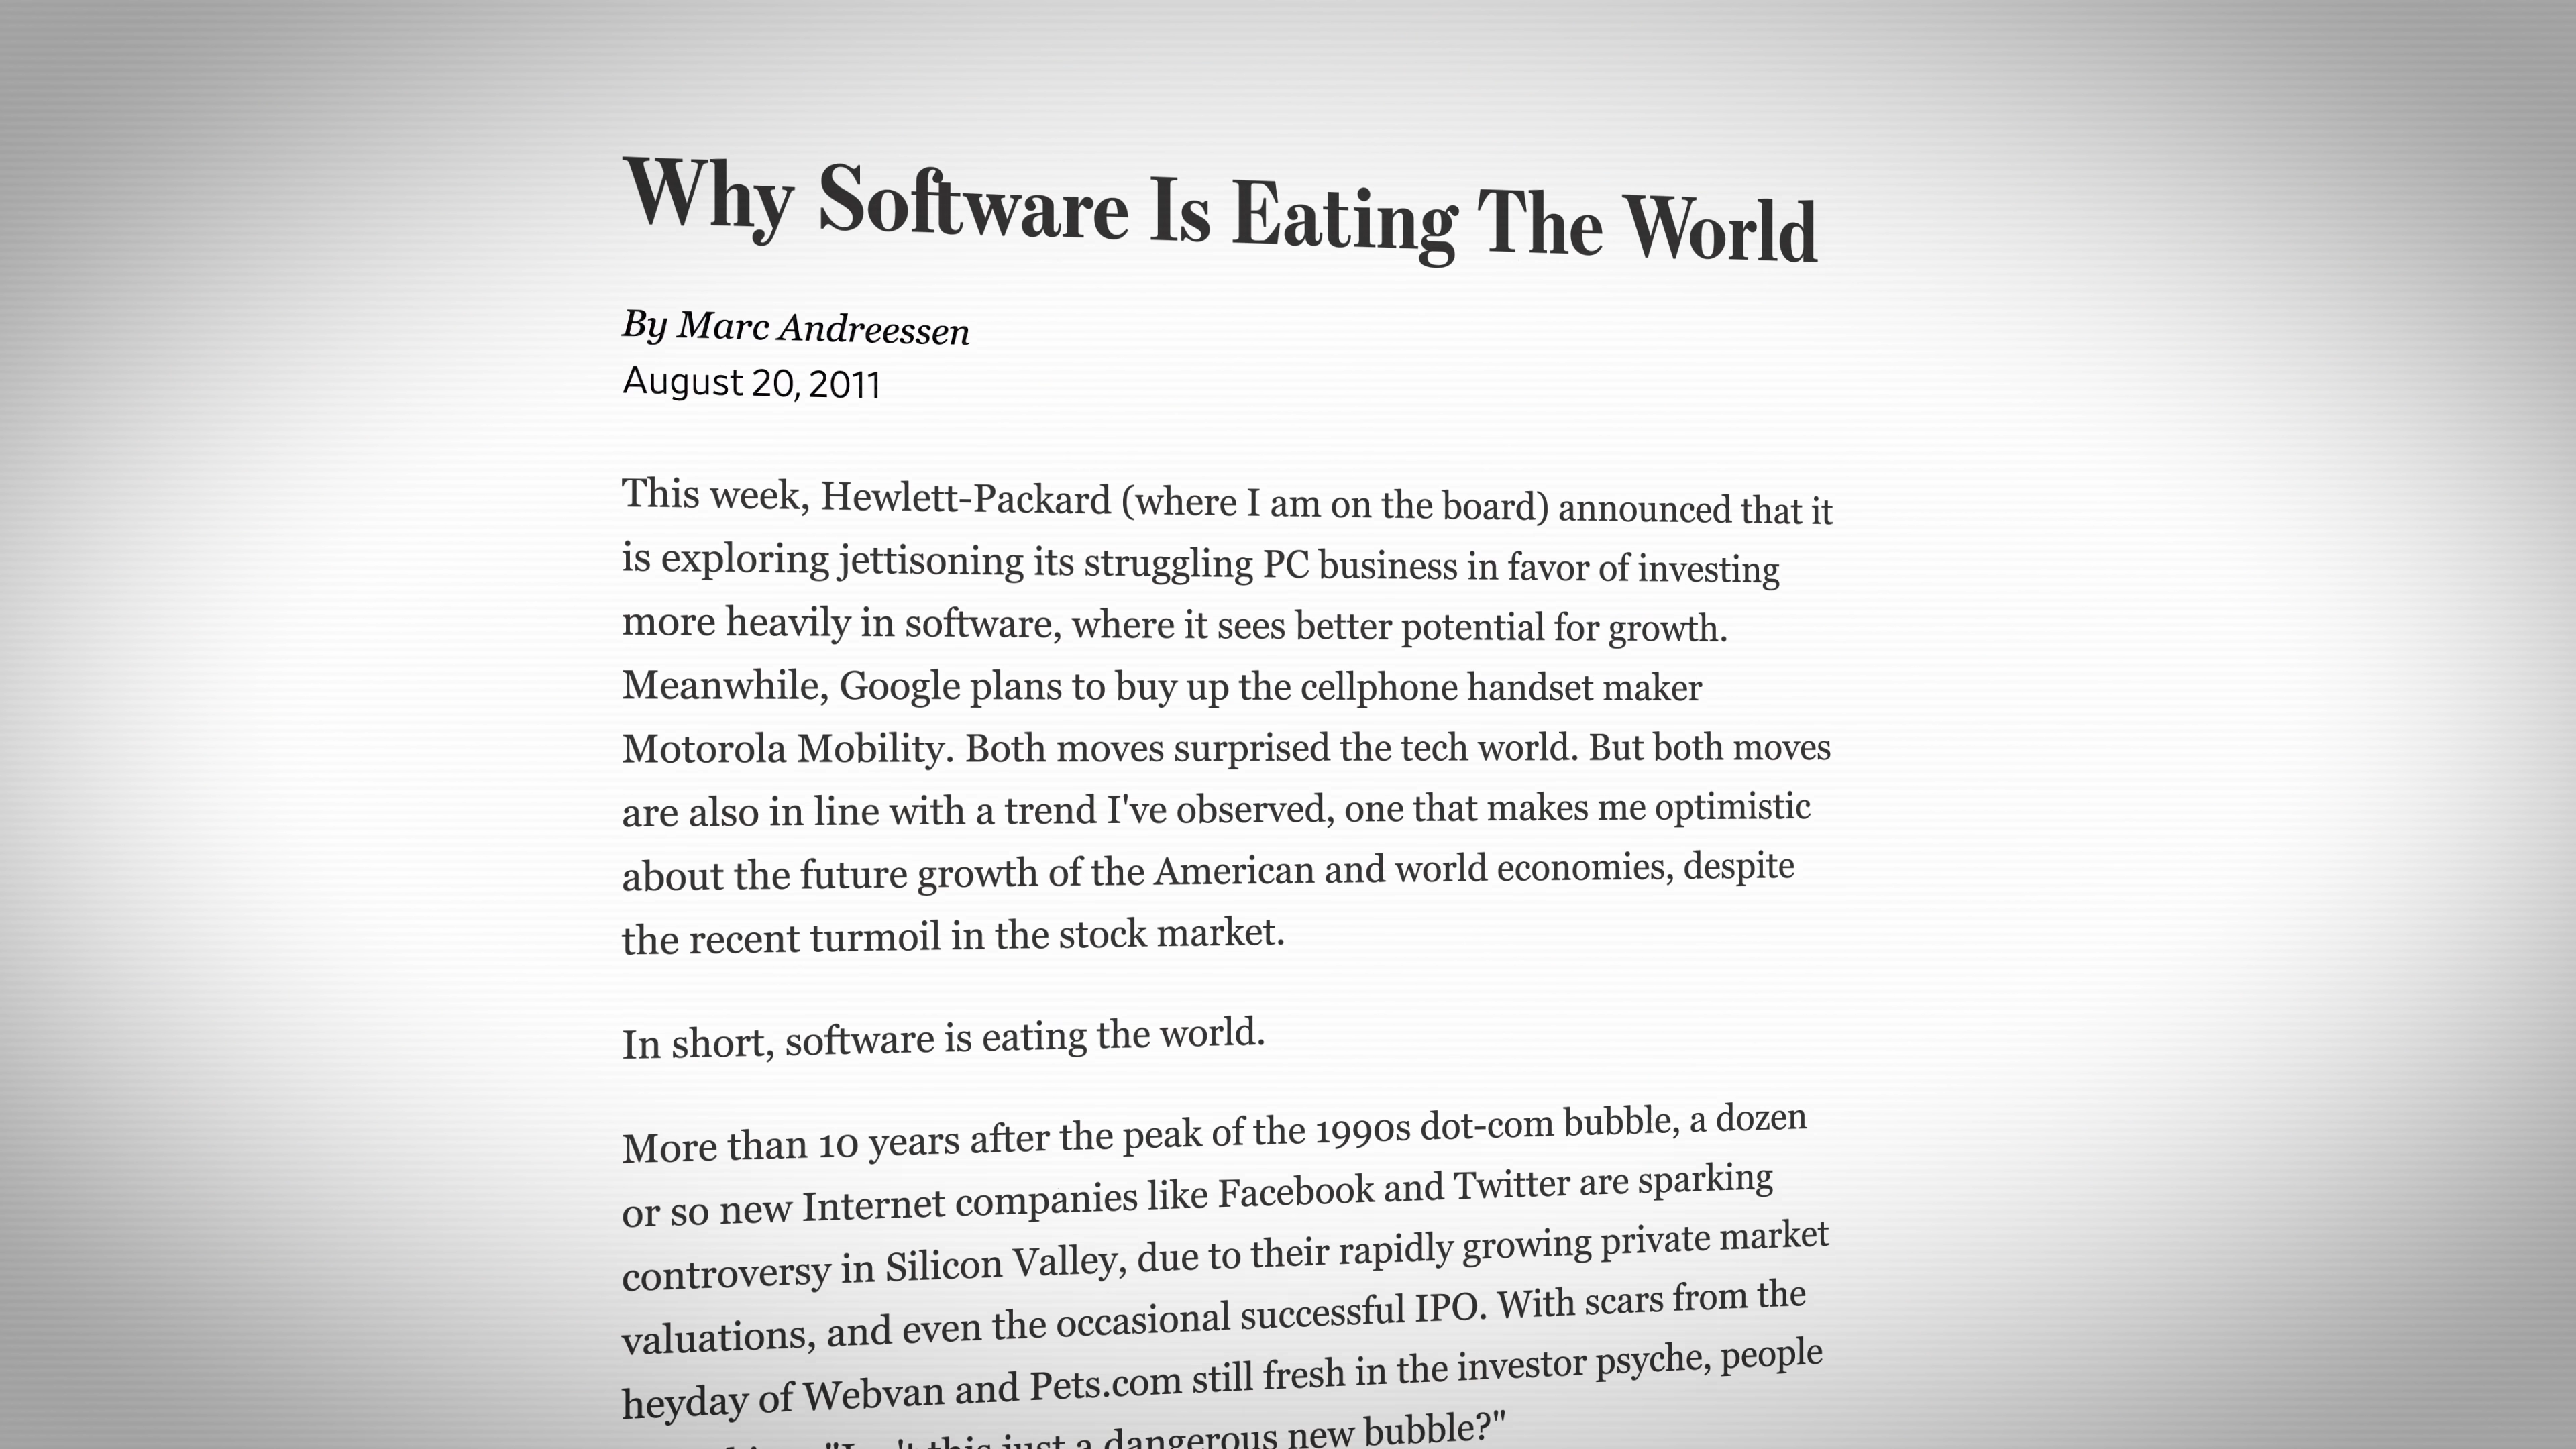 Why Software Is Eating The World
By Marc Andreessen
August 20, 2011
This week, Hewlett-Packard (where I am on the board) announced that it
is exploring jettisoning its struggling PC business in favor of investing
more heavily in software, where it sees better potential for growth.
Meanwhile, Google plans to buy up the cellphone handset maker
Motorola Mobility. Both moves surprised the tech world. But both moves
are also in line with a trend I've observed, one that makes me optimistic
about the future growth of the American and world economies, despite
the recent turmoil in the stock market.
In short, software is eating the world.
More than 10 years after the peak of the 1990s dot-com bubble, a dozen
or so new Internet companies like Facebook and Twitter are sparking
controversy in Silicon Valley, due to their rapidly growing private market
valuations, and even the occasional successful IPO. With scars from the
heyday of Webvan and Pets.com still fresh in the investor psyche, people
"Isn't this just a dangerous new bubble?"